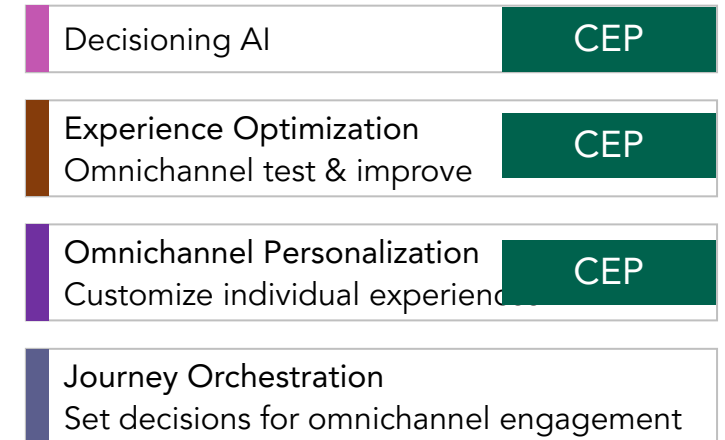 Decisioning AI
CEP
Experience Optimization
Omnichannel test & improve
CEP
Omnichannel Personalization
Customize individual
CEP
Journey Orchestration
Set decisions for omnichannel engagement